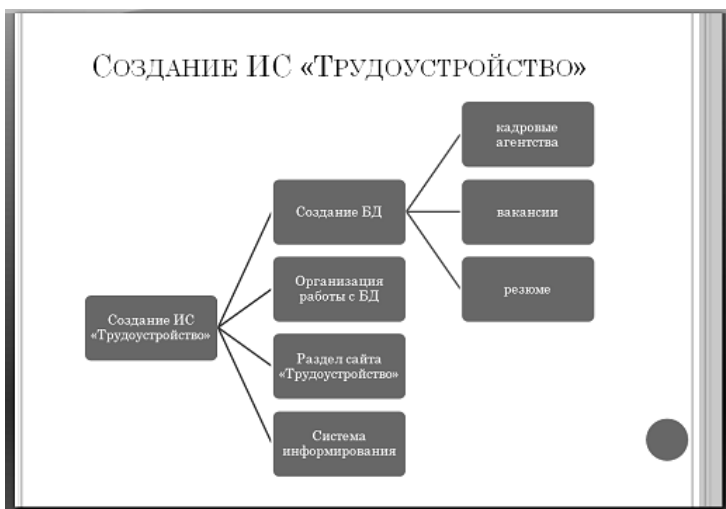 Создание ИС «Трудоустройство»
кадровые
агентства
Создание БД
вакансии
Организация
работы с БД
резюме
Создание ИС
«Трудоустройство»
Раздел сайта
«Трудоустройство»
Система
информирования